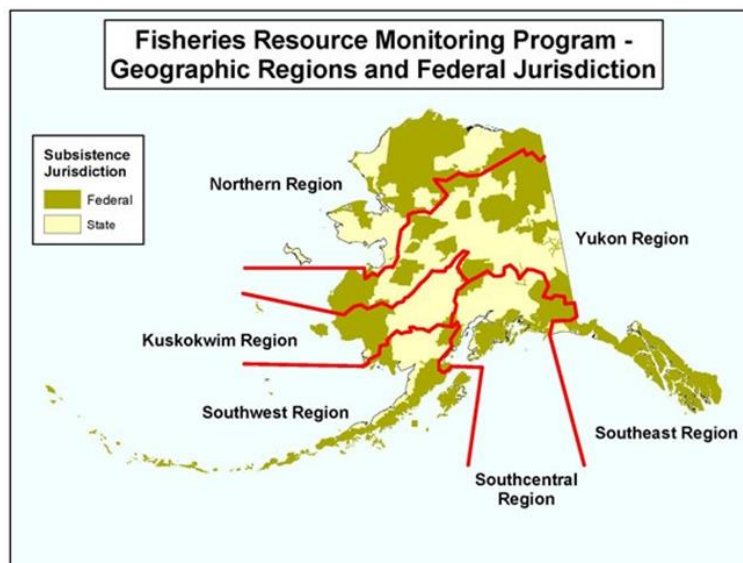 Fisheries Resource Monitoring Program -
Geographic Regions and Federal Jurisdiction
Subsistence
Jurisdiction
Federal
State
Northern Region
Yukon Region
Kuskokwim Region
Southwest Region
Southeast Region
Southcentral
Region